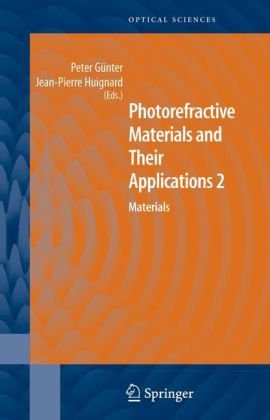 OPTICAL SCIENCES
Peter Günter
Jean-Pierre Huignard
(Eds.)
Photorefractive
Materials and
Their
Applications 2
Materials
Springer